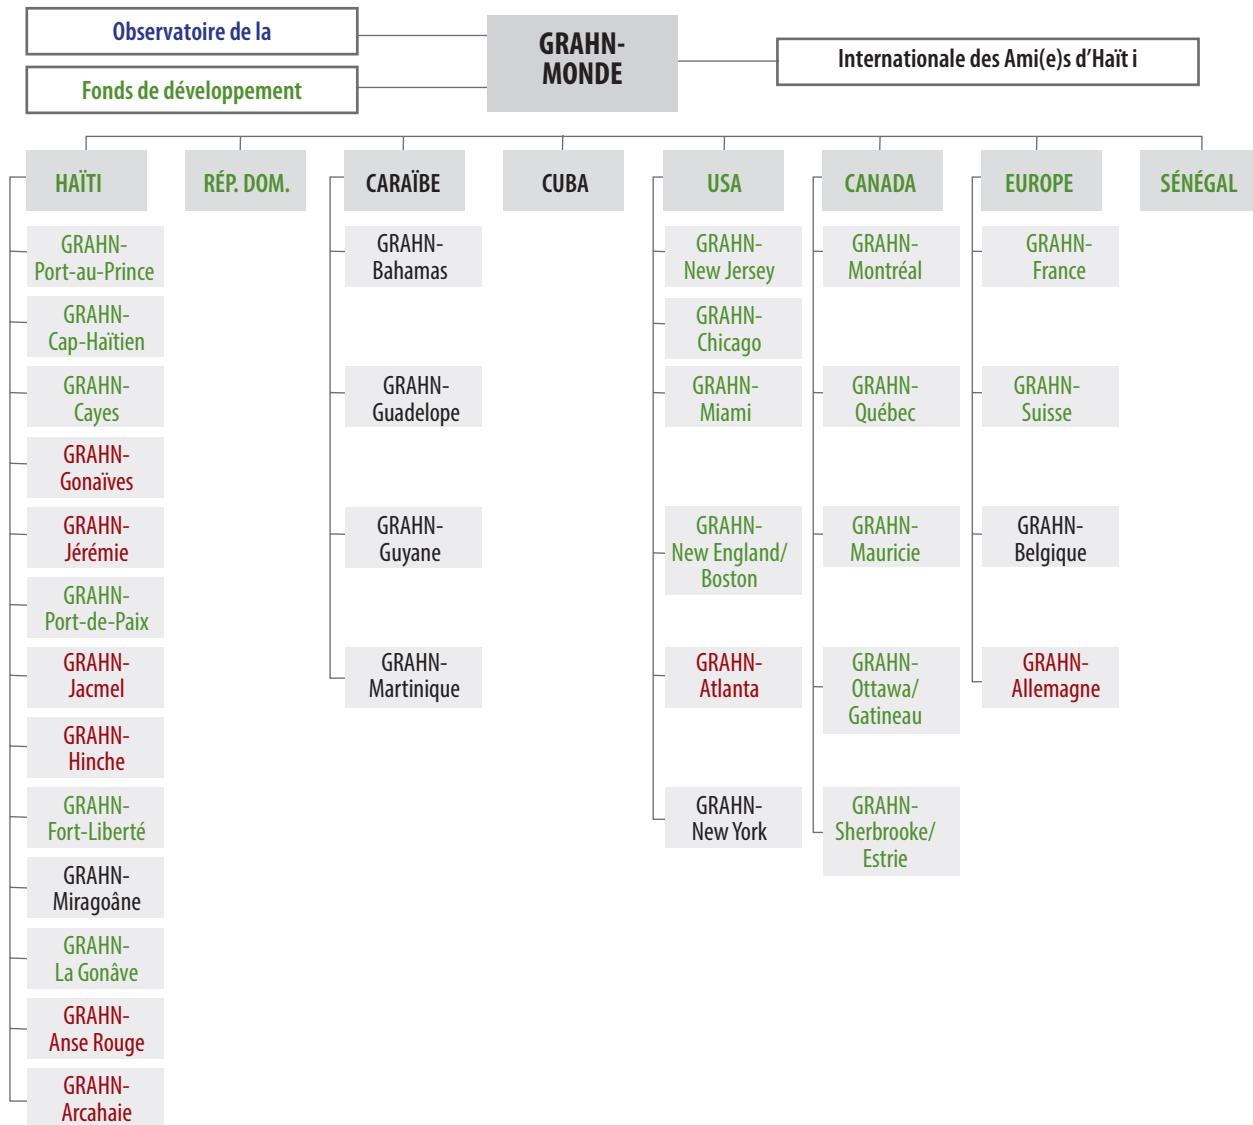 Observatoire de la
Fonds de développement
GRAHN-
MONDE
Internationale des Ami(e)s d’Haït i
HAÏTI
RÉP. DOM.
CARAÏBE
CUBA
USA
CANADA
EUROPE
SÉNÉGAL
GRAHN-
Port-au-Prince
GRAHN-
Cap-Haïtien
GRAHN-
Cayes
GRAHN-
Gonaïves
GRAHN-
Jérémie
GRAHN-
Port-de-Paix
GRAHN-
Jacmel
GRAHN-
Hinche
GRAHN-
Fort-Liberté
GRAHN-
Miragoâne
GRAHN-
La Gonâve
GRAHN-
Anse Rouge
GRAHN-
Arcahaie
GRAHN-
Bahamas
GRAHN-
Guadelope
GRAHN-
Guyane
GRAHN-
Martinique
GRAHN-
New Jersey
GRAHN-
Chicago
GRAHN-
Miami
GRAHN-
New England/
Boston
GRAHN-
Atlanta
GRAHN-
New York
GRAHN-
Montréal
GRAHN-
Québec
GRAHN-
Mauricie
GRAHN-
Ottawa/
Gatineau
GRAHN-
Sherbrooke/
Estrie
GRAHN-
France
GRAHN-
Suisse
GRAHN-
Belgique
GRAHN-
Allemagne